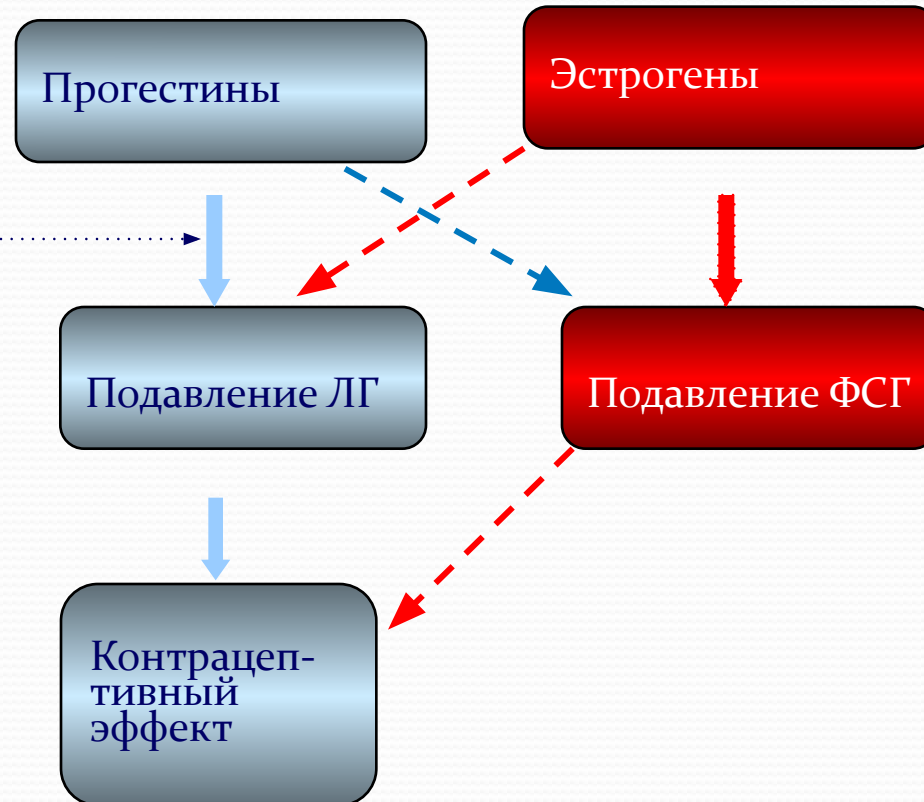 Прогестины
Эстрогены
Подавление ЛГ
Подавление ФСГ
Контрацеп-
тивный
эффект